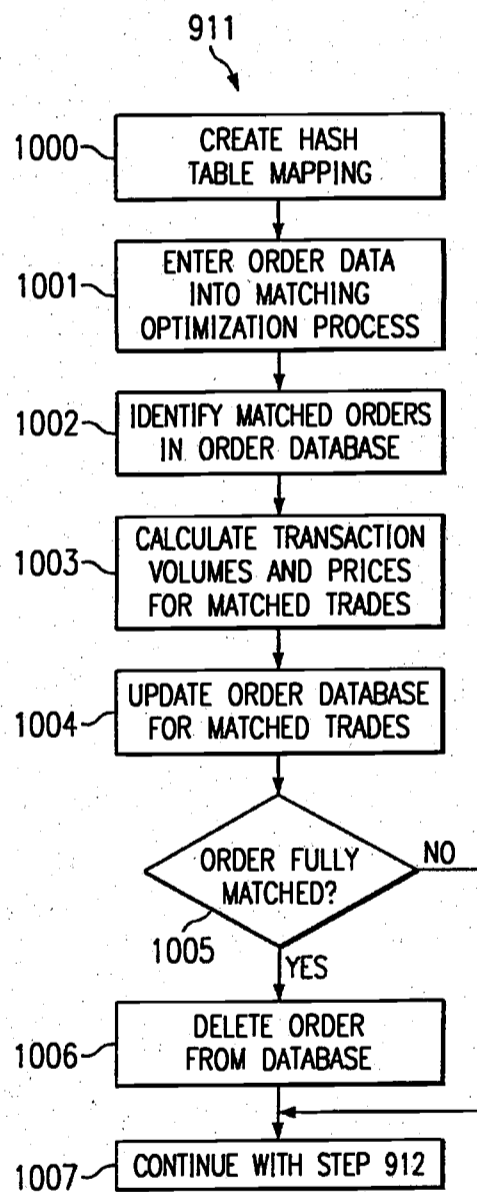 911
1000
CREATE HASH
TABLE MAPPING
1001
ENTER ORDER DATA
INTO MATCHING
OPTIMIZATION PROCESS
1002
IDENTIFY MATCHED ORDERS
IN ORDER DATABASE
1003
CALCULATE TRANSACTION
VOLUMES AND PRICES
FOR MATCHED TRADES
1004
UPDATE ORDER DATABASE
FOR MATCHED TRADES
ORDER FULLY
MATCHED?
NO
1005
YES
1006
DELETE ORDER
FROM DATABASE
1007
CONTINUE WITH STEP 912